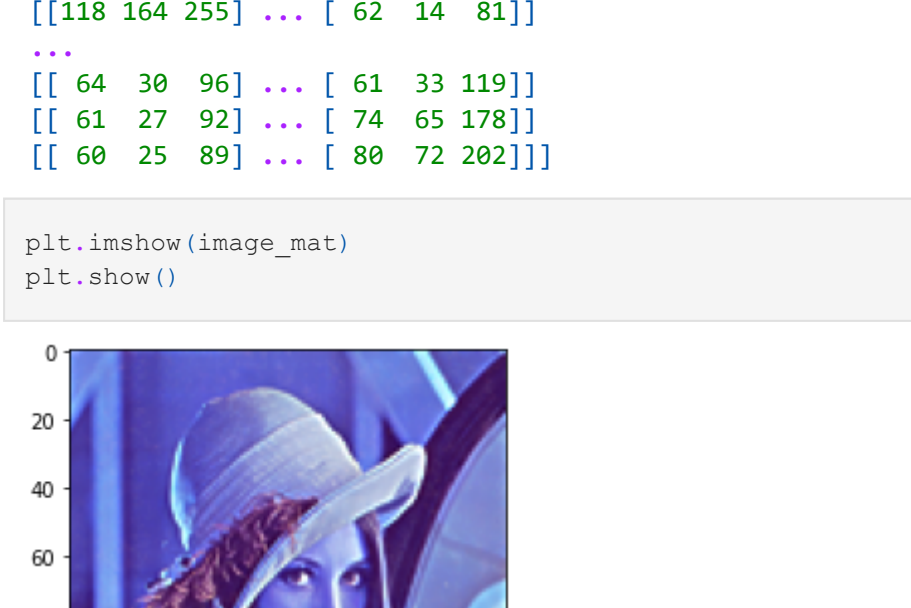 [[118 164 255] ... [ 62  14  81]]
...
[[ 64  30  96] ... [ 61  33 119]]
[[ 61  27  92] ... [ 74  65 178]]
[[ 60  25  89] ... [ 80  72 202]]]
plt.imshow(image_mat)
plt.show()
0
20
40
60